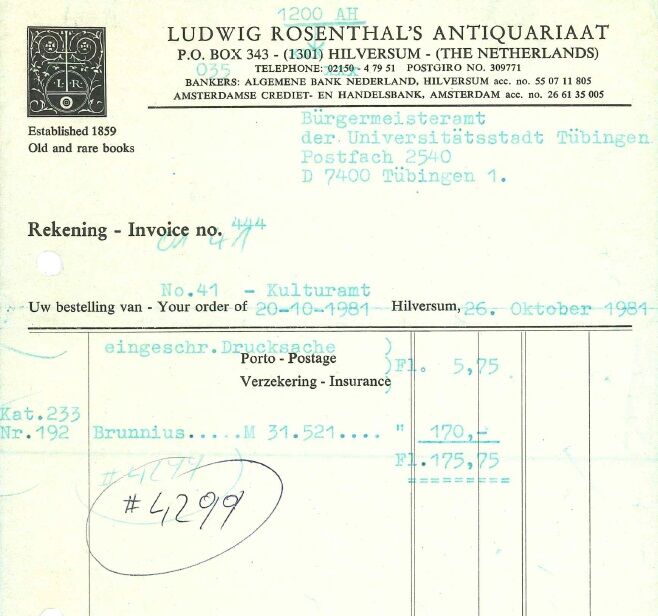 1200 AH
LUDWIG ROSENTHAL'S ANTIQUARIAAT
P.O. BOX 343 - (1301) HILVERSUM - (THE NETHERLANDS)
035 TELEPHONE: 02150 - 4 79 51 POSTGIRO NO. 309771
xxx
BANKERS: ALGEMENE BANK NEDERLAND, HILVERSUM acc. no. 55 07 11 805
AMSTERDAMSE CREDIET- EN HANDELSBANK, AMSTERDAM acc. no. 26 61 35 005
L R
Established 1859
Old and rare books
Bürgermeisteramt
der Universitätsstadt Tübingen
Postfach 2540
D 7400 Tübingen 1.
Rekening - Invoice no. 444
01 41
No.41 - Kulturamt
Uw bestelling van - Your order of 20-10-1981 Hilversum, 26. Oktober 1981
eingeschr.Drucksache )
Porto - Postage )Fl. 5,75
Verzekering - Insurance )
Kat.233
Nr.192 Brunnius.....M 31.521.... " 170,-
Fl.175,75
#4299
=========
#4299